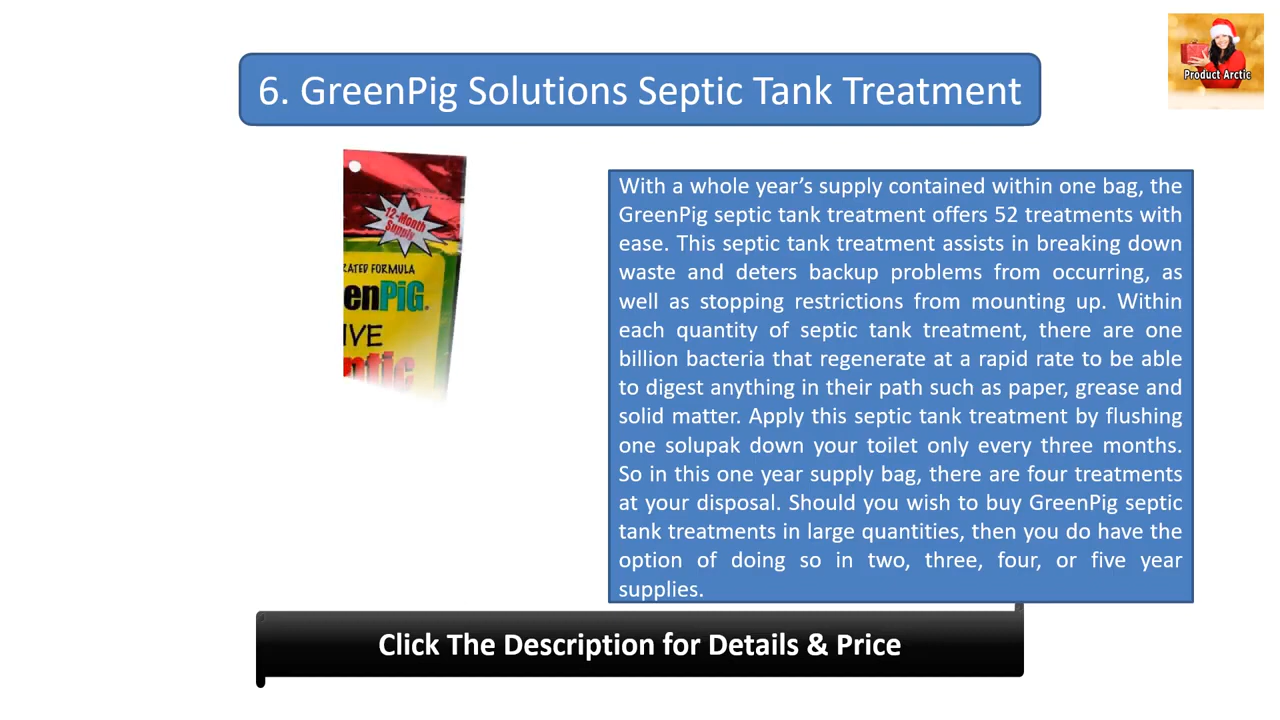 6. GreenPig Solutions Septic Tank Treatment
Product Arctic
12-Month
Supply
RATED FORMULA
enPiG
IVE
ptic
With a whole year’s supply contained within one bag, the
GreenPig septic tank treatment offers 52 treatments with
ease. This septic tank treatment assists in breaking down
waste and deters backup problems from occurring, as
well as stopping restrictions from mounting up. Within
each quantity of septic tank treatment, there are one
billion bacteria that regenerate at a rapid rate to be able
to digest anything in their path such as paper, grease and
solid matter. Apply this septic tank treatment by flushing
one solupak down your toilet only every three months.
So in this one year supply bag, there are four treatments
at your disposal. Should you wish to buy GreenPig septic
tank treatments in large quantities, then you do have the
option of doing so in two, three, four, or five year
supplies.
Click The Description for Details & Price